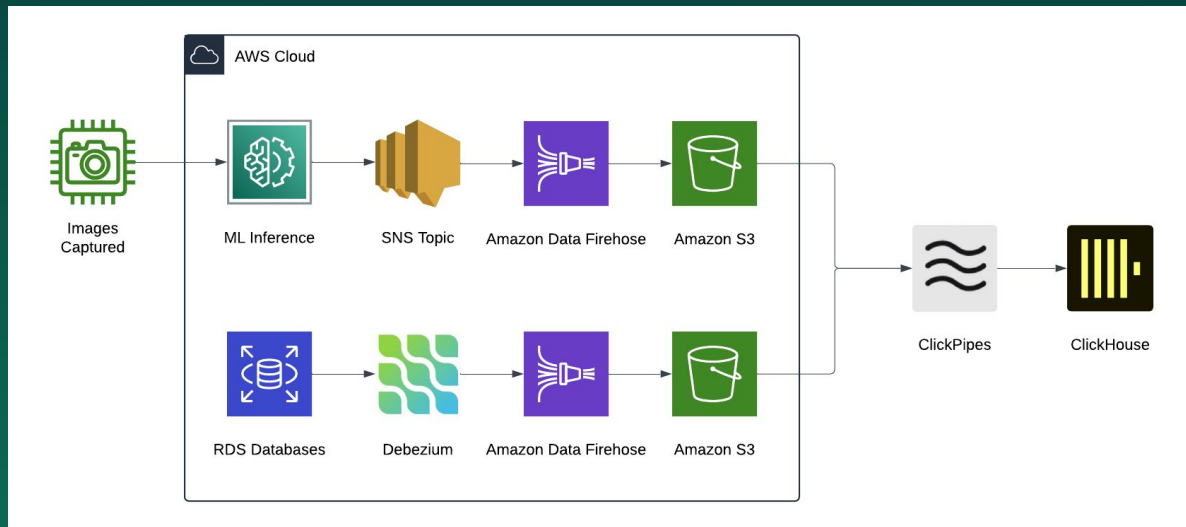 AWS Cloud
Images
Captured
ML Inference
SNS Topic
Amazon Data Firehose
Amazon S3
ClickPipes
ClickHouse
RDS Databases
Debezium
Amazon Data Firehose
Amazon S3